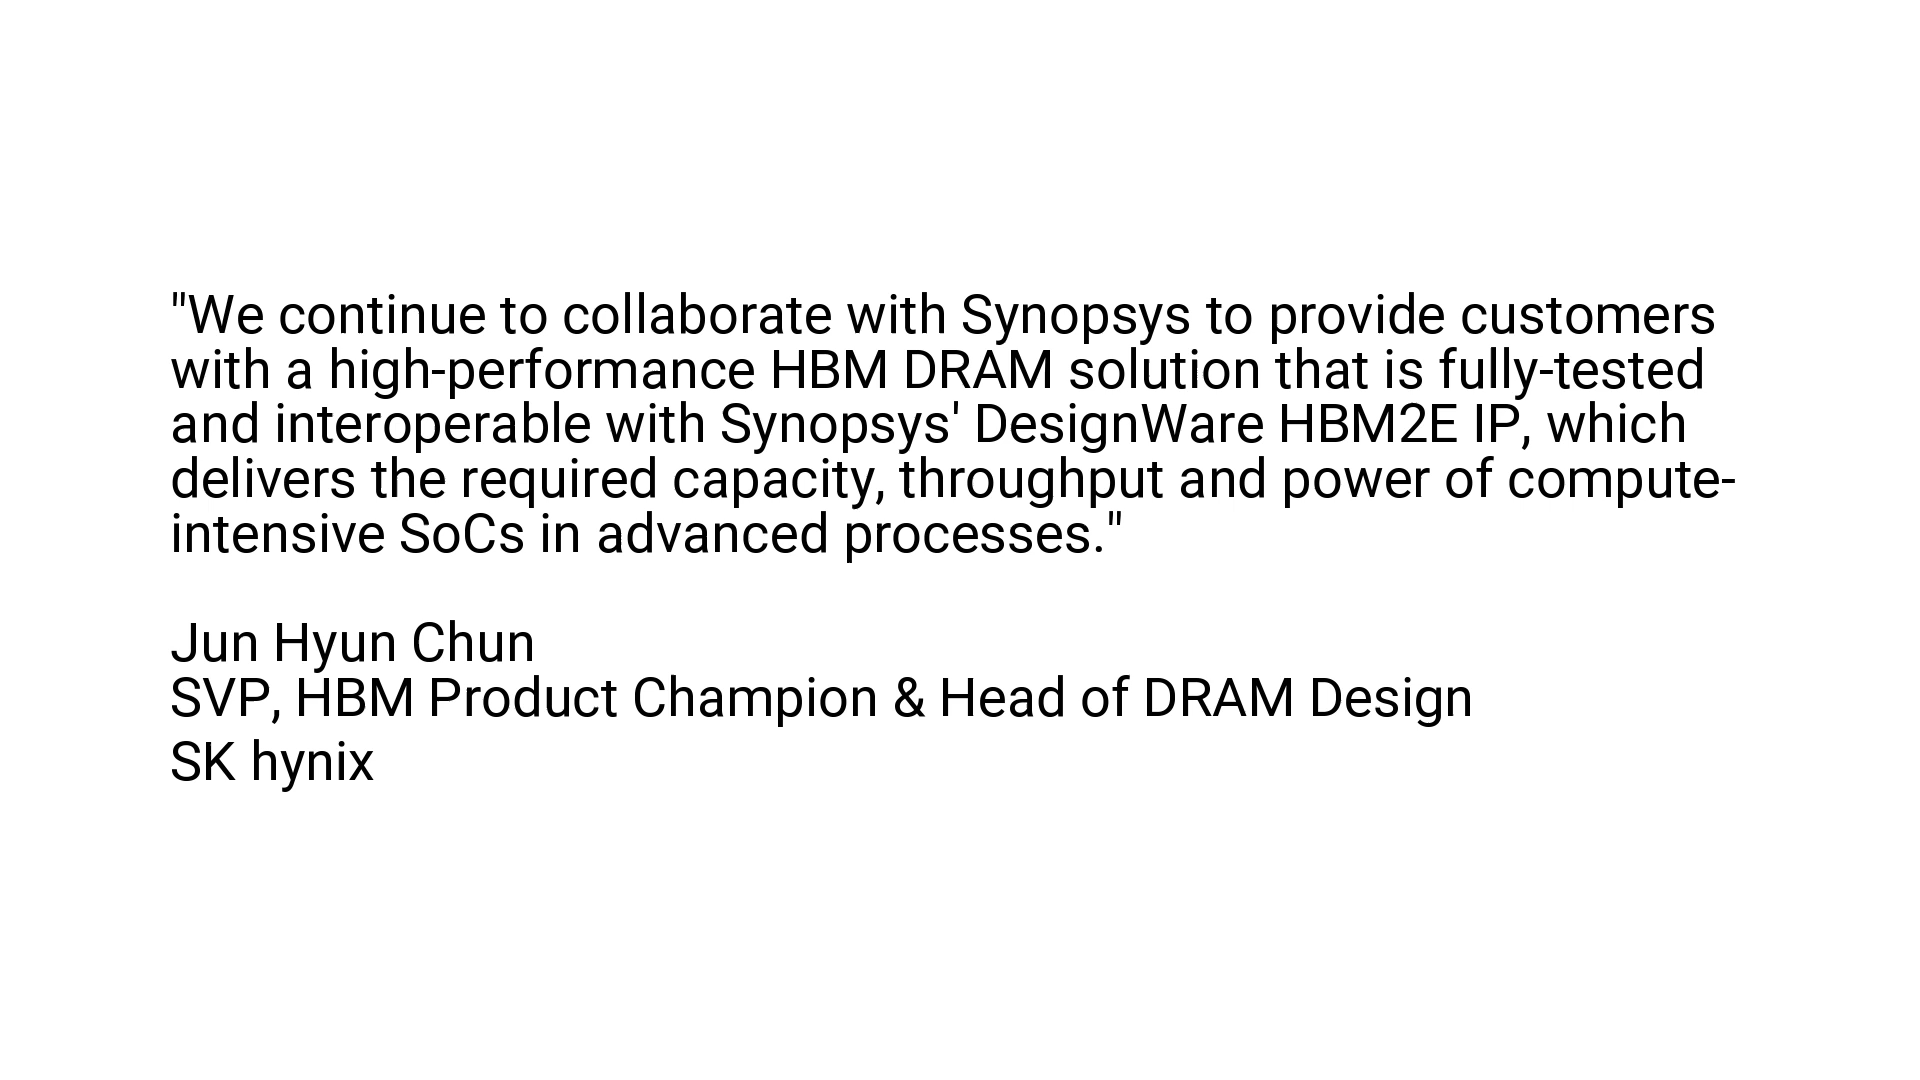 "We continue to collaborate with Synopsys to provide customers
with a high-performance HBM DRAM solution that is fully-tested
and interoperable with Synopsys' DesignWare HBM2E IP, which
delivers the required capacity, throughput and power of compute-
intensive SoCs in advanced processes."
Jun Hyun Chun
SVP, HBM Product Champion & Head of DRAM Design
SK hynix